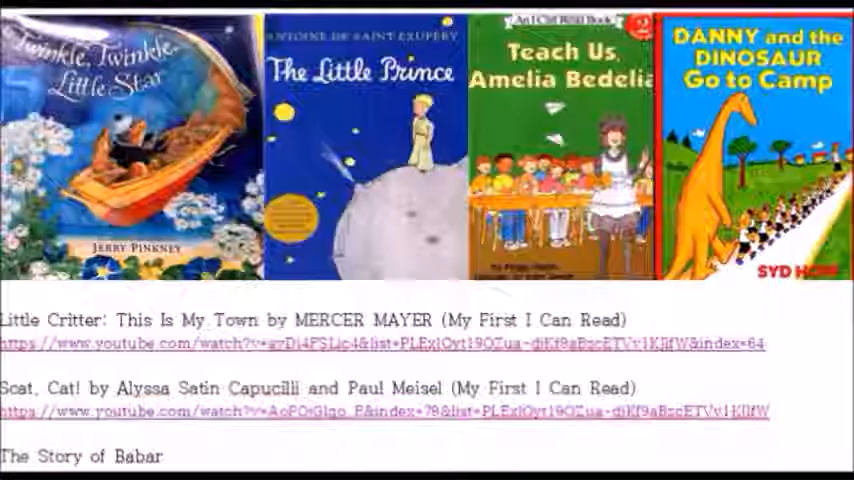 Twinkle, Twinkle,
Little Star
JERRY PINKNEY
ANTOINE DE SAINT-EXUPÉRY
The Little Prince
An I Can Read Book
2
Teach Us,
Amelia Bedelia
DANNY and the
DINOSAUR
Go to Camp
SYD HOFF
Little Critter: This Is My Town by MERCER MAYER (My First I Can Read)
Scat, Cat! by Alyssa Satin Capucilli and Paul Meisel (My First I Can Read)
The Story of Babar